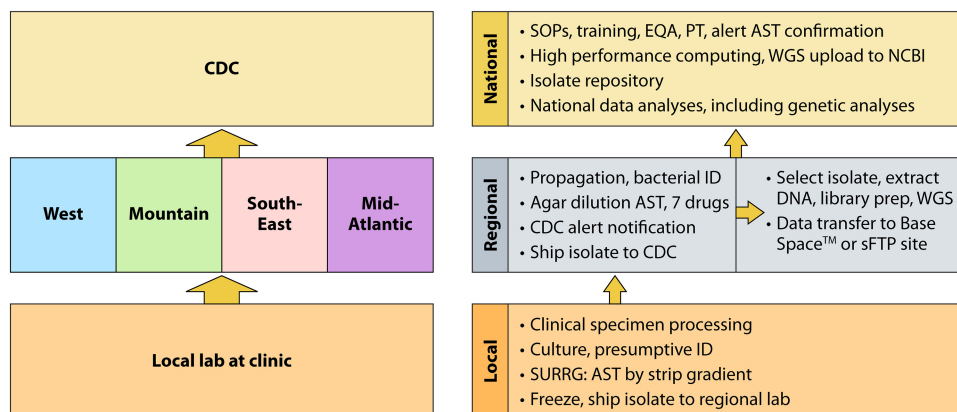 CDC
West
Mountain
South-
East
Mid-
Atlantic
Local lab at clinic
National
• SOPs, training, EQA, PT, alert AST confirmation
• High performance computing, WGS upload to NCBI
• Isolate repository
• National data analyses, including genetic analyses
Regional
• Propagation, bacterial ID
• Agar dilution AST, 7 drugs
• CDC alert notification
• Ship isolate to CDC
• Select isolate, extract
DNA, library prep, WGS
• Data transfer to Base
Space™ or sFTP site
Local
• Clinical specimen processing
• Culture, presumptive ID
• SURRG: AST by strip gradient
• Freeze, ship isolate to regional lab